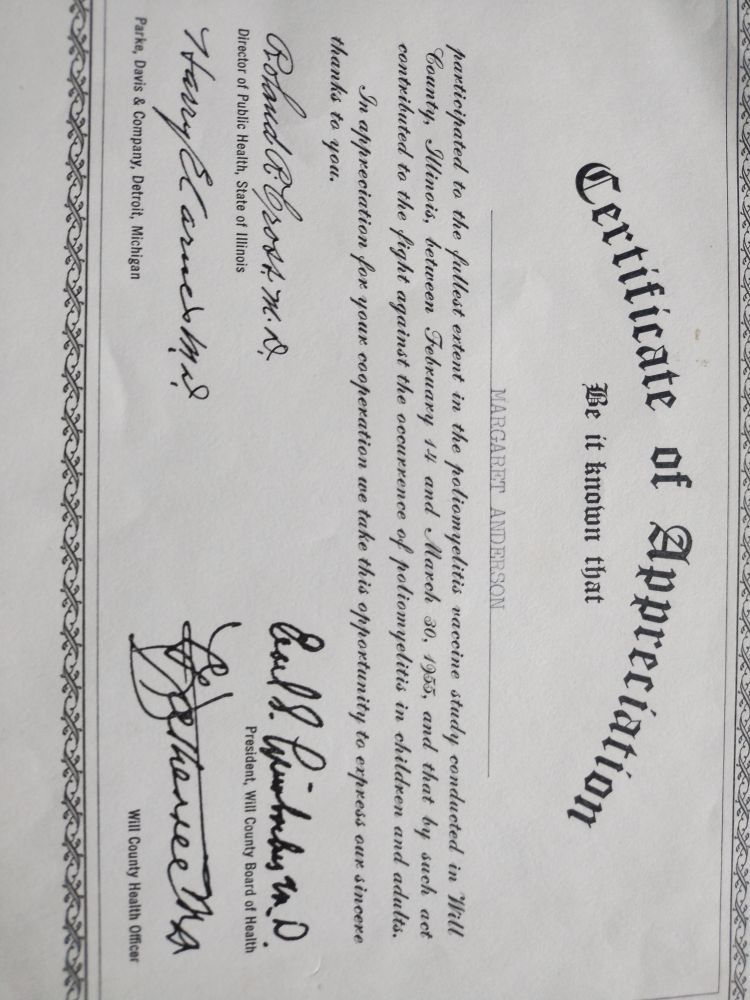 Certificate of Appreciation
Be it known that
MARGARET ANDERSON
participated to the fullest extent in the poliomyelitis vaccine study conducted in Will
County, Illinois, between February 14 and March 30, 1955, and that by such act
contributed to the fight against the occurrence of poliomyelitis in children and adults.
In appreciation for your cooperation we take this opportunity to express our sincere
thanks to you.
Roland R. Cross M.D.
Director of Public Health, State of Illinois
M.D.
President, Will County Board of Health
Harry E Carnes M.D.
Parke, Davis & Company, Detroit, Michigan
Will County Health Officer